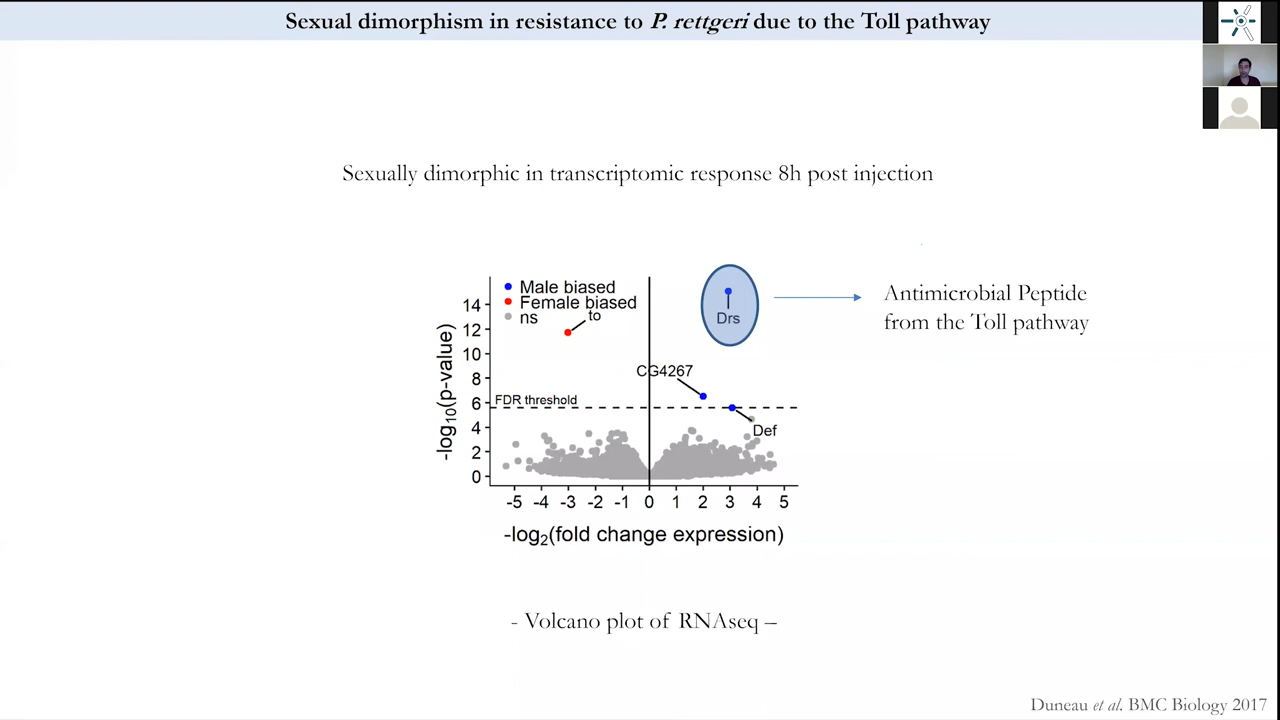 Sexual dimorphism in resistance to P. rettgeri due to the Toll pathway
Sexually dimorphic in transcriptomic response 8h post injection
Male biased
Female biased
ns
to
Drs
CG4267
FDR threshold
Def
Antimicrobial Peptide
from the Toll pathway
-log10(p-value)
14
12
10
8
6
4
2
0
-5 -4 -3 -2 -1 0 1 2 3 4 5
-log2(fold change expression)
- Volcano plot of RNAseq –
Duneau et al. BMC Biology 2017